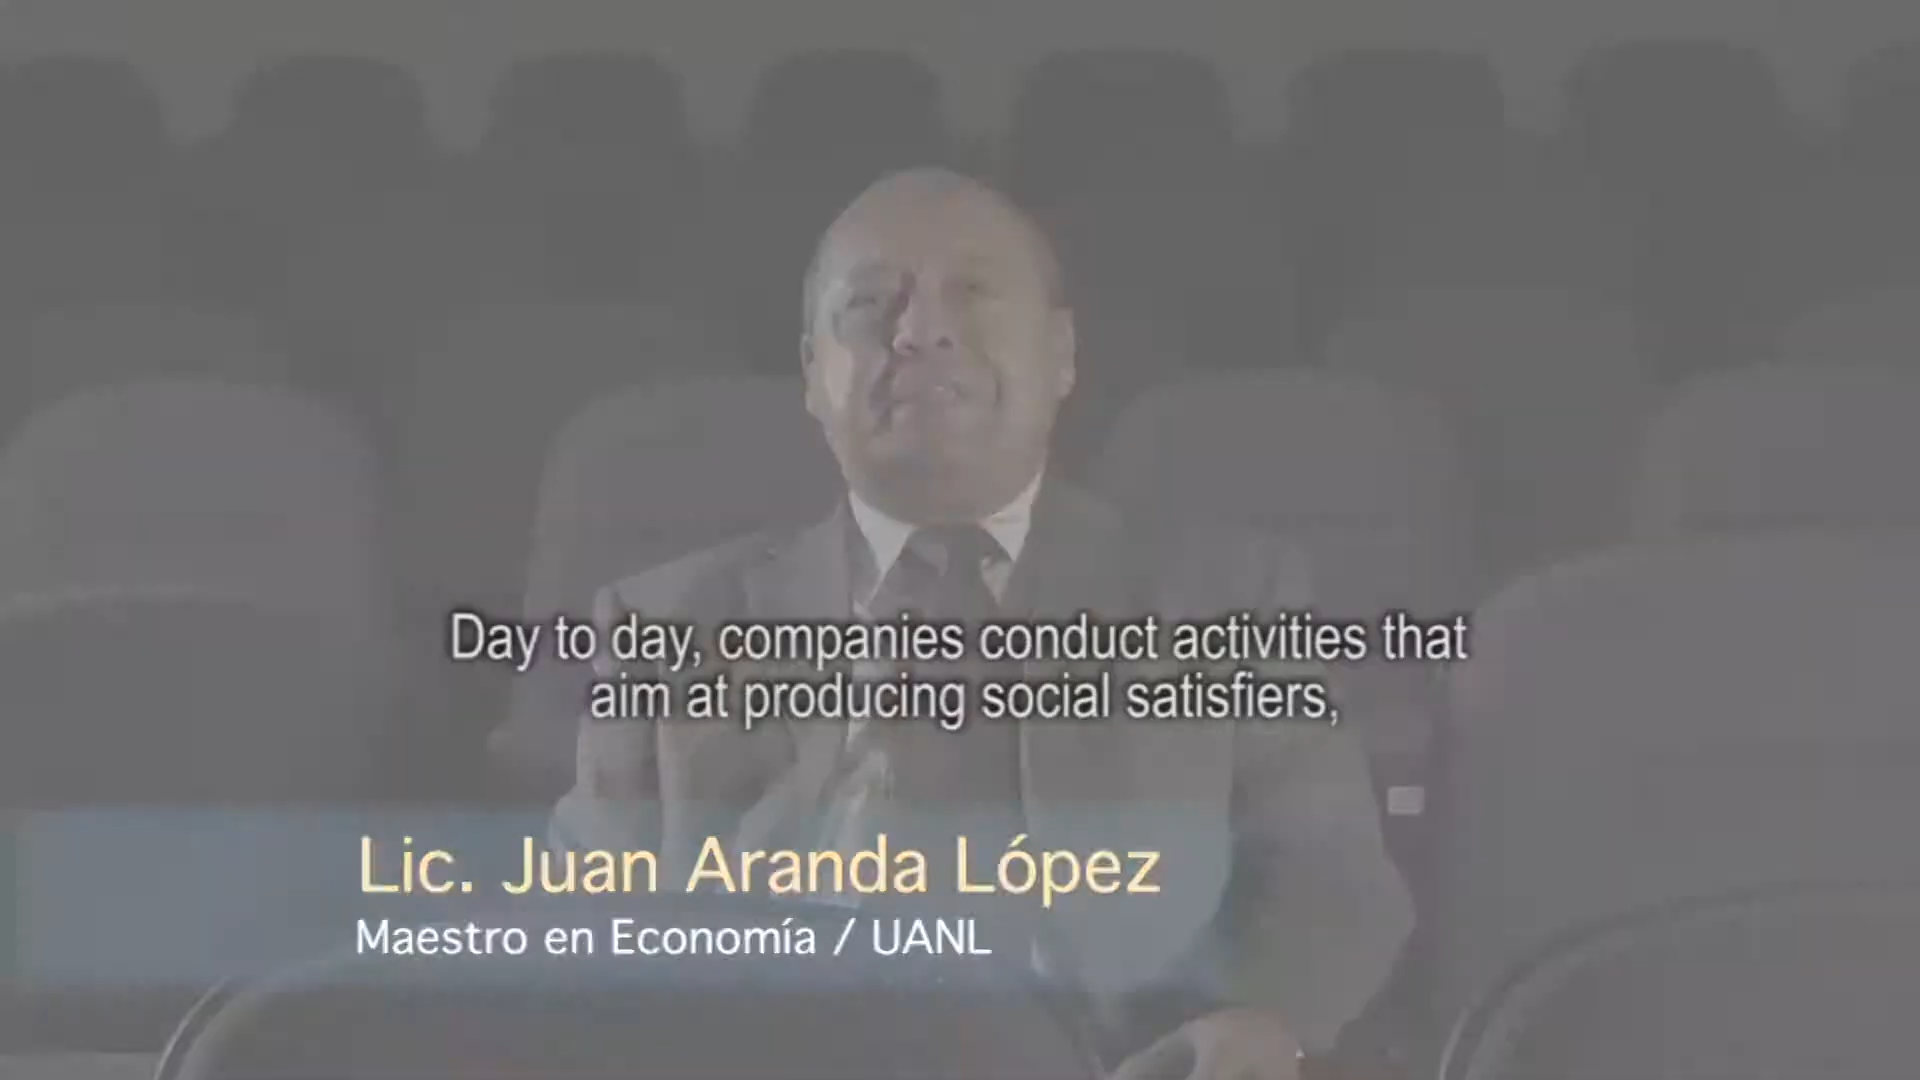 Day to day, companies conduct activities that
aim at producing social satisfiers,
Lic. Juan Aranda López
Maestro en Economía / UANL